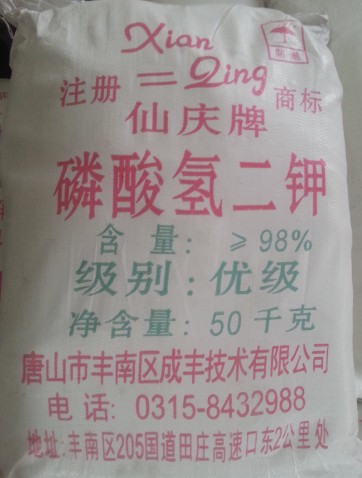 Xian
Qing
注册 商标
仙庆牌
磷酸氢二钾
含量: ≥98%
级别: 优级
净含量: 50千克
唐山市丰南区成丰技术有限公司
电话: 0315-8432988
地址: 丰南区205国道田庄高速口东2公里处